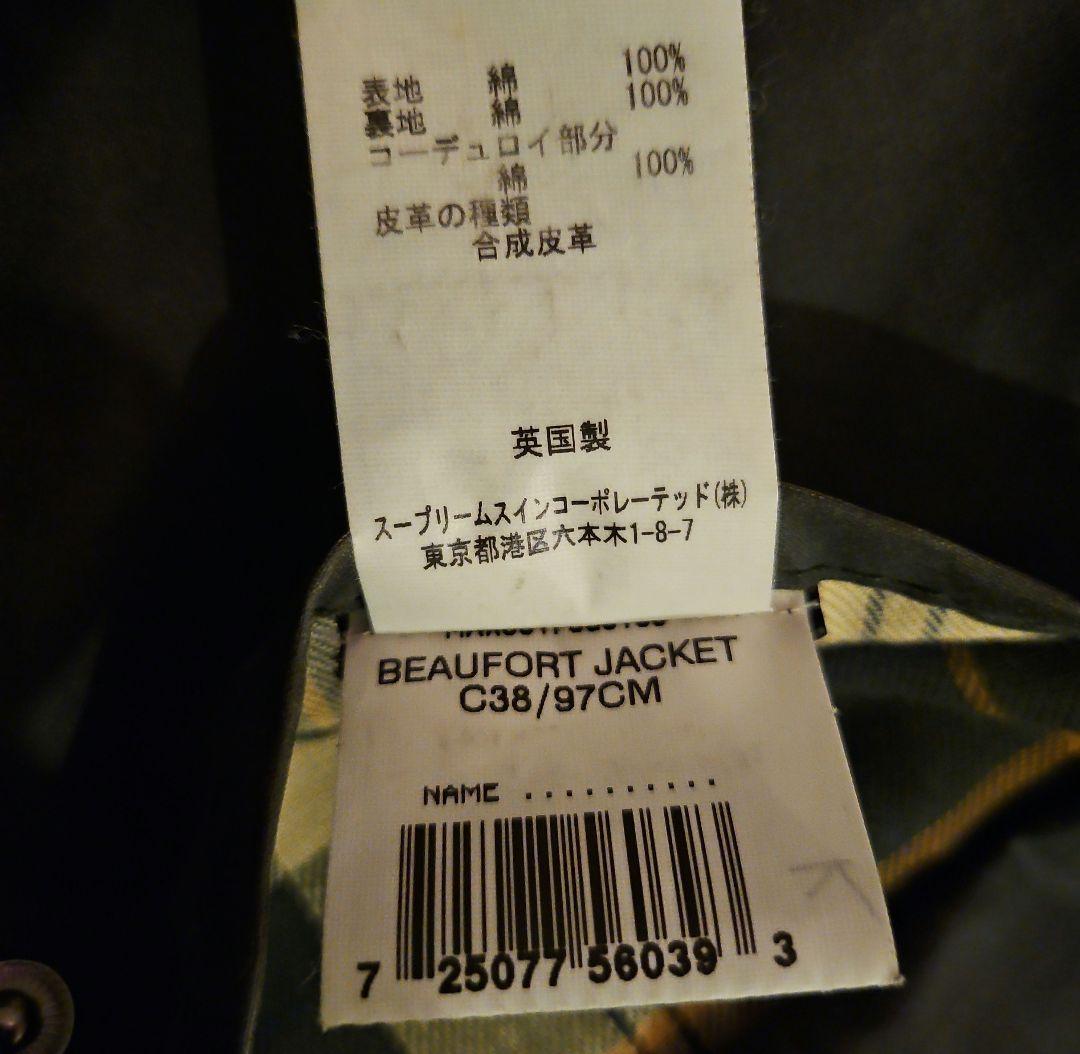 表地 綿 100%
裏地 綿 100%
コーデュロイ部分
綿 100%
皮革の種類
合成皮革
英国製
スープリームスインコーポレーテッド(株)
東京都港区六本木1-8-7
BEAUFORT JACKET
C38/97CM
NAME ..........
7 25077 56039 3